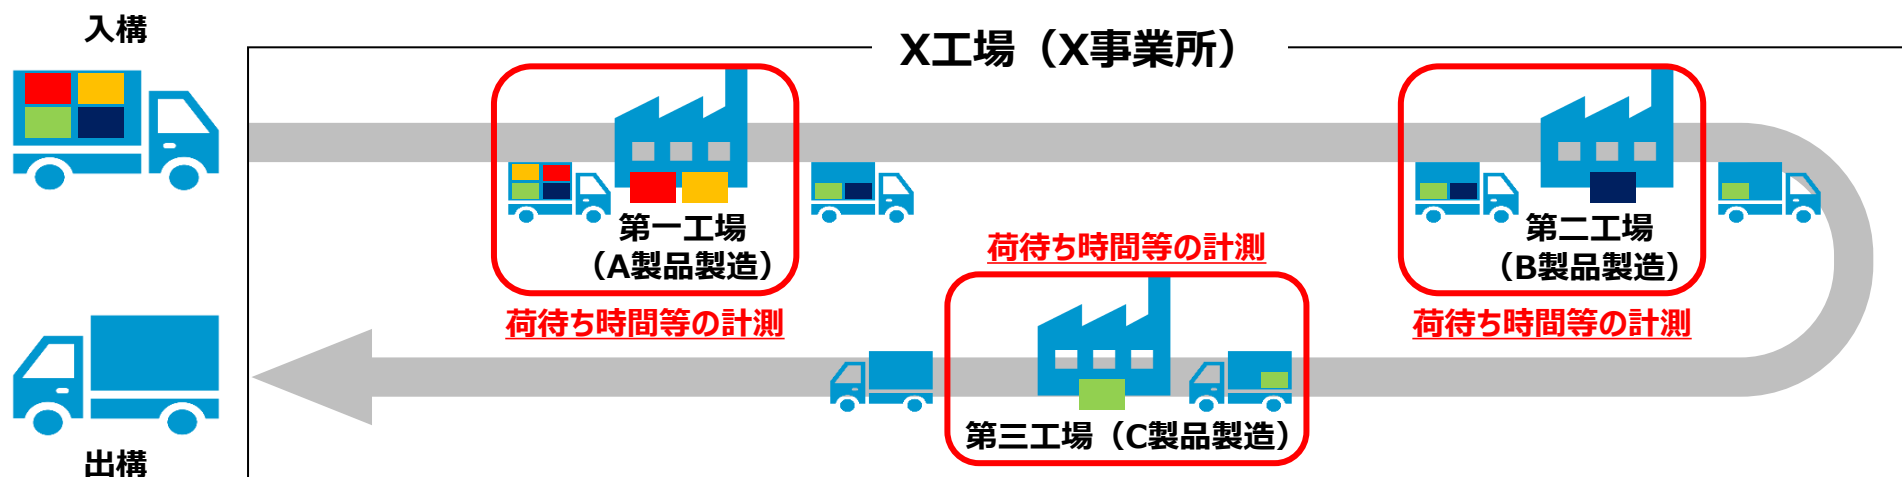 入構
X工場（X事業所）
第一工場
（A製品製造）
荷待ち時間等の計測
第二工場
（B製品製造）
荷待ち時間等の計測
荷待ち時間等の計測
第三工場（C製品製造）
出構